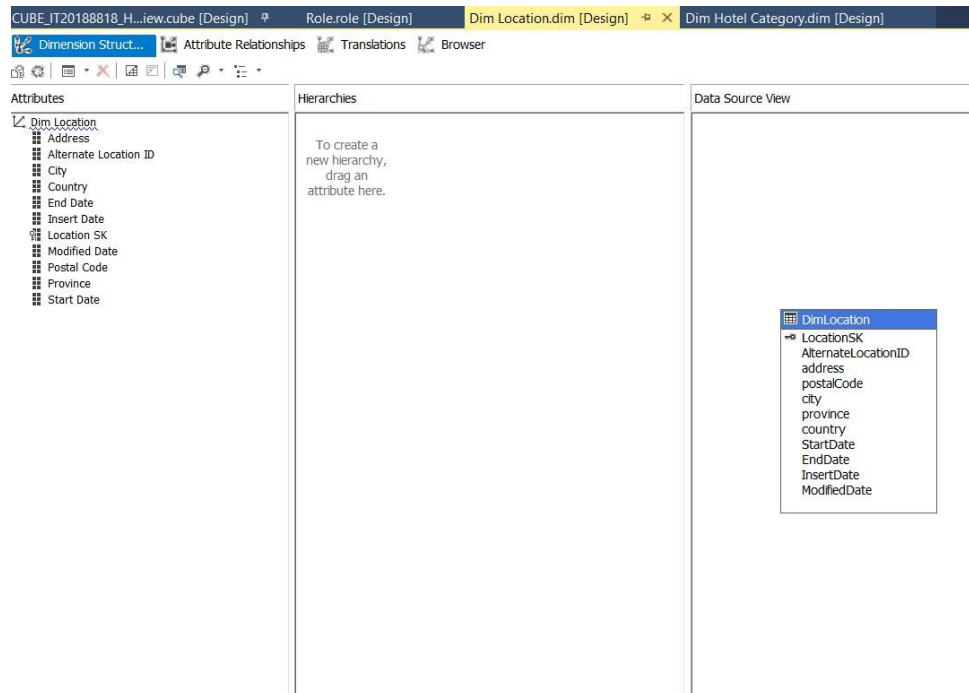 CUBE_IT20188818_H...iew.cube [Design] Role.role [Design] Dim Location.dim [Design] Dim Hotel Category.dim [Design]
Dimension Struct... Attribute Relationships Translations Browser
Attributes
Dim Location
Address
Alternate Location ID
City
Country
End Date
Insert Date
Location SK
Modified Date
Postal Code
Province
Start Date
Hierarchies
To create a
new hierarchy,
drag an
attribute here.
Data Source View
DimLocation
LocationSK
AlternateLocationID
address
postalCode
city
province
country
StartDate
EndDate
InsertDate
ModifiedDate